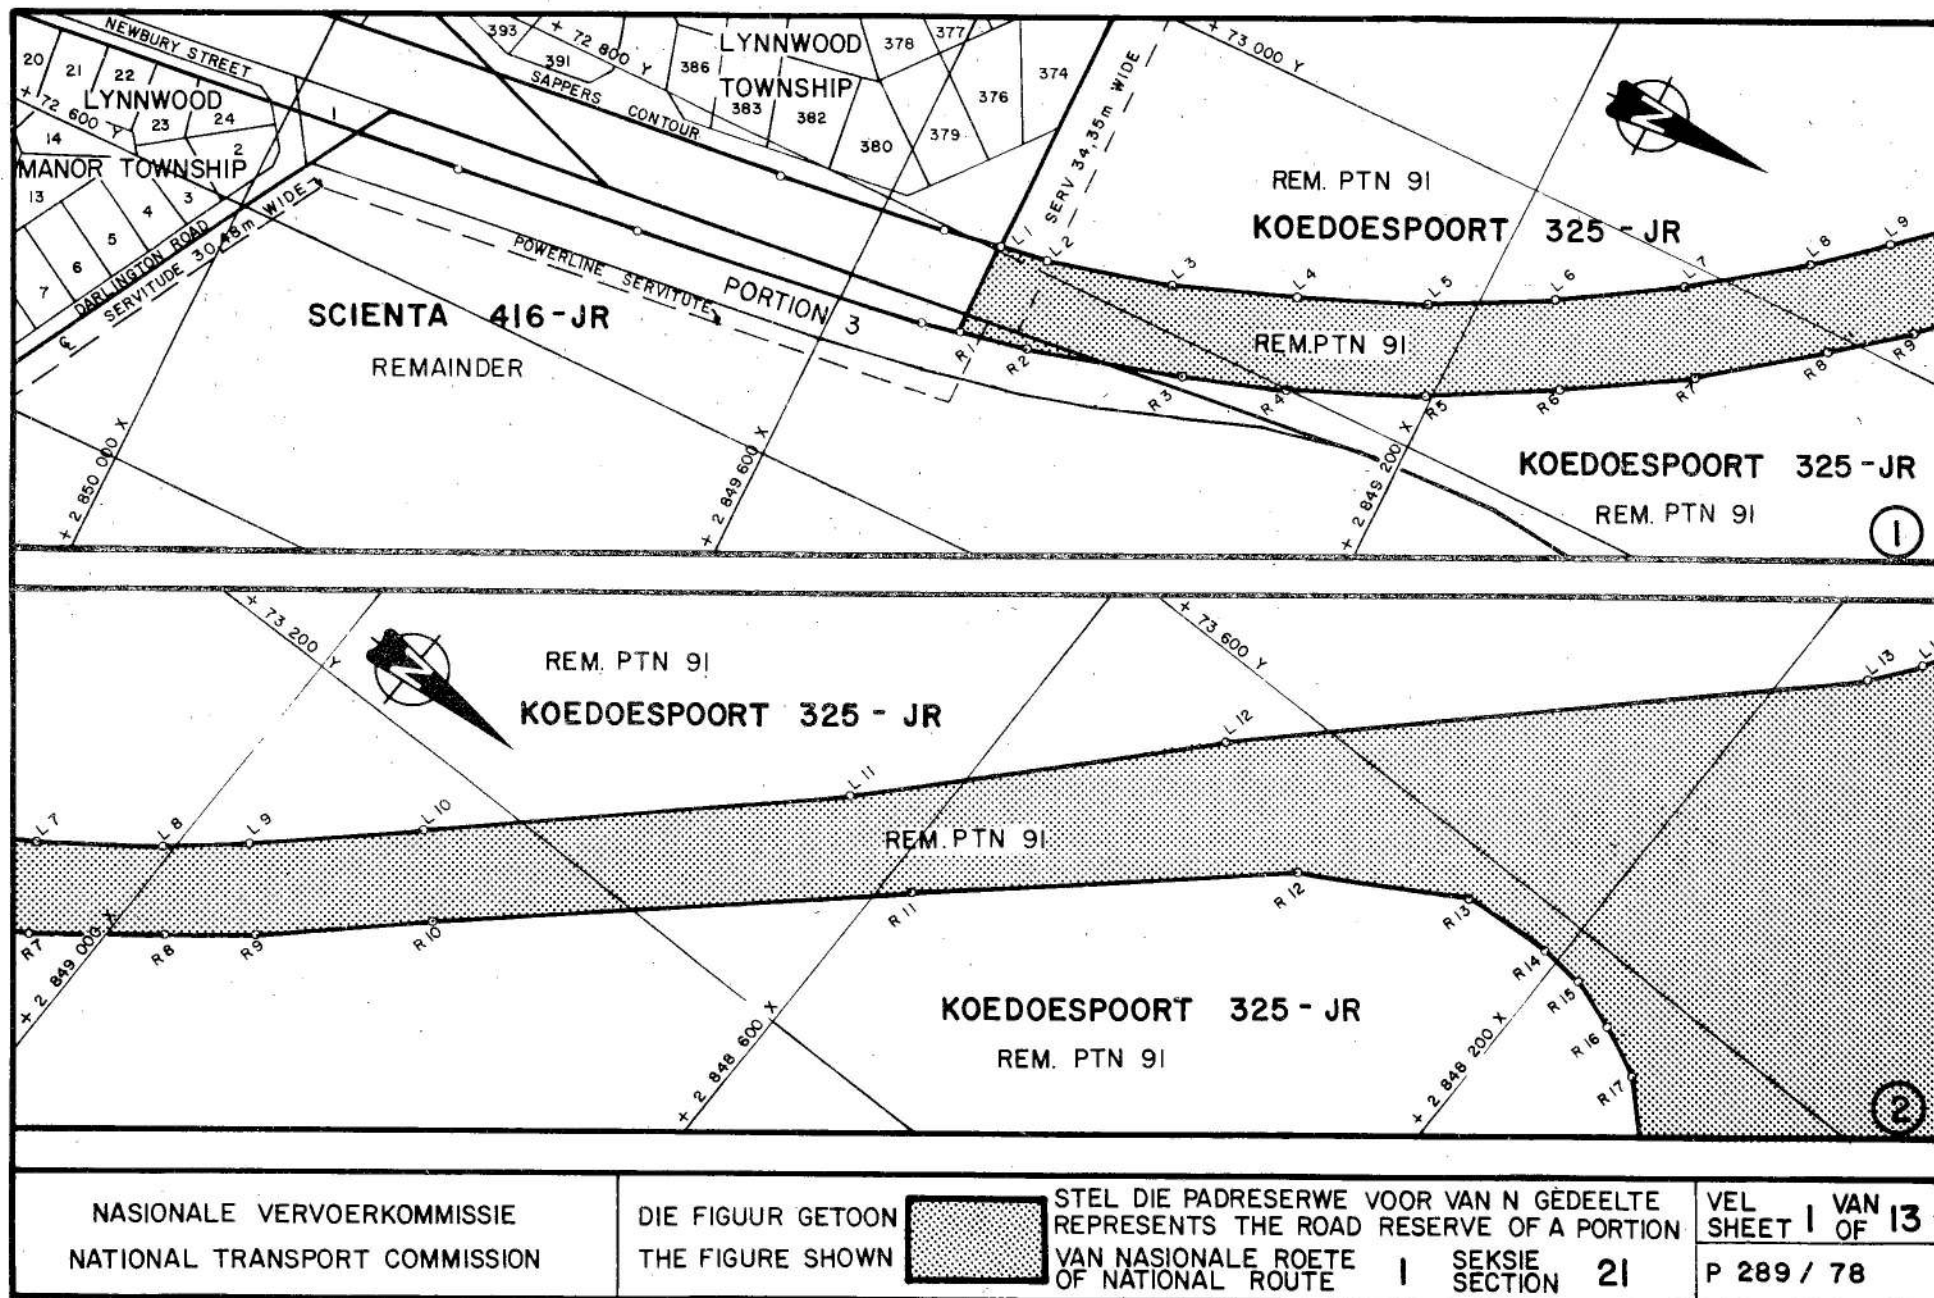 NEWBURY STREET
20
21
22
LYNNWOOD
+ 72 600 Y
23
24
14
2
MANOR TOWNSHIP
13
4
3
5
6
7
DARLINGTON ROAD
SERVITUDE 30,48m WIDE
℄
1
393
391
+ 72 800 Y
SAPPERS CONTOUR
386
LYNNWOOD
TOWNSHIP
383
382
380
378
377
379
376
374
SERV 34,35m WIDE
+ 73 000 Y
N
REM. PTN 91
KOEDOESPOORT 325 - JR
L1
L2
L3
L4
L5
L6
L7
L8
L9
POWERLINE SERVITUTE
PORTION 3
SCIENTA 416-JR
REMAINDER
REM.PTN 91
R1
R2
R3
R4
R5
R6
R7
R8
R9
+ 2 850 000 X
+ 2 849 600 X
+ 2 849 200 X
KOEDOESPOORT 325 - JR
REM. PTN 91
1
+ 73 200 Y
N
REM. PTN 91
KOEDOESPOORT 325 - JR
+ 73 600 Y
L7
L8
L9
L10
L11
L12
L13
REM.PTN 91
R7
R8
R9
R10
R11
R12
R13
R14
R15
R16
R17
+ 2 849 000 X
+ 2 848 600 X
+ 2 848 200 X
KOEDOESPOORT 325 - JR
REM. PTN 91
2
NASIONALE VERVOERKOMMISSIE
NATIONAL TRANSPORT COMMISSION
DIE FIGUUR GETOON
THE FIGURE SHOWN
STEL DIE PADRESERWE VOOR VAN N GEDEELTE
REPRESENTS THE ROAD RESERVE OF A PORTION
VAN NASIONALE ROETE 1 SEKSIE 21
OF NATIONAL ROUTE SECTION
VEL 1 VAN 13
SHEET OF
P 289 / 78